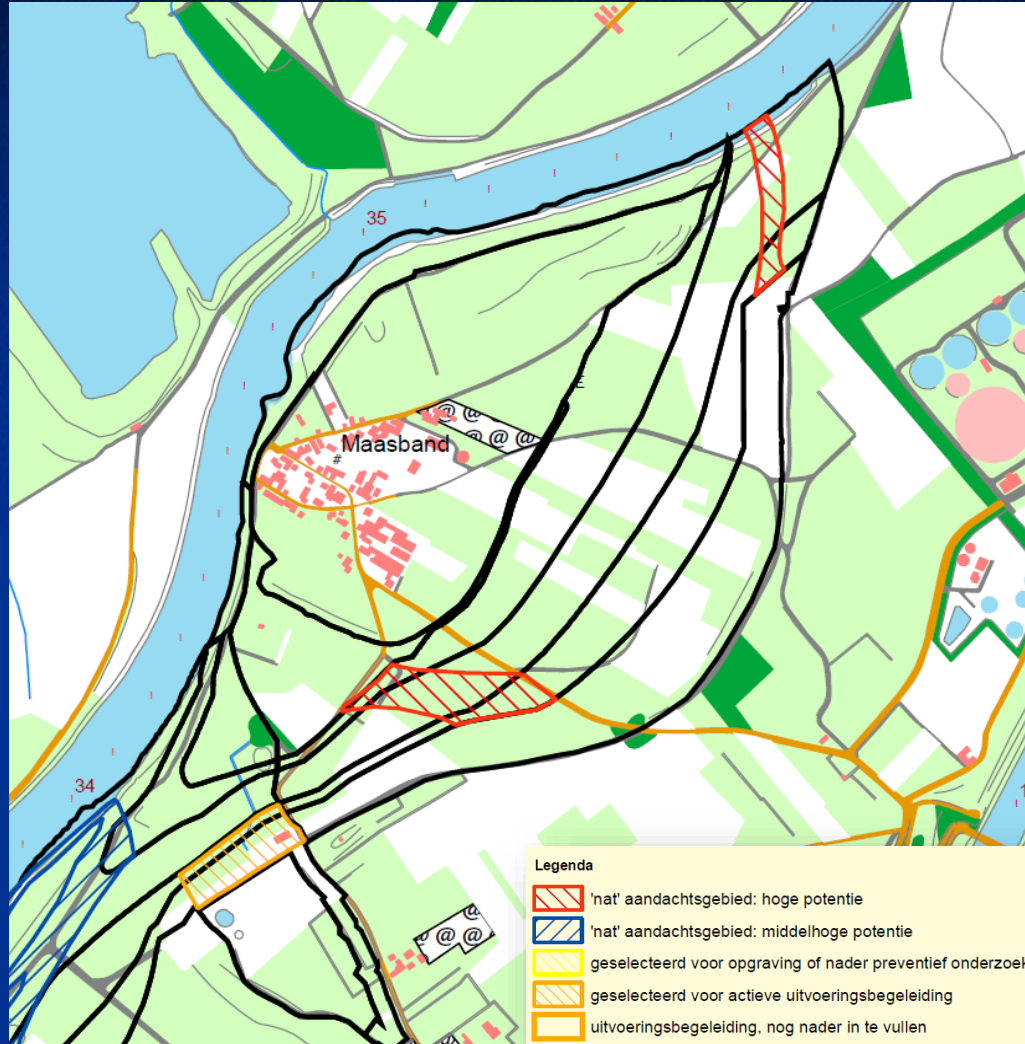 35
E
@ @
@ @ @
Maasband
#
34
1
@
@ @ @
Legenda
'nat' aandachtsgebied: hoge potentie
'nat' aandachtsgebied: middelhoge potentie
geselecteerd voor opgraving of nader preventief onderzoek
geselecteerd voor actieve uitvoeringsbegeleiding
uitvoeringsbegeleiding, nog nader in te vullen